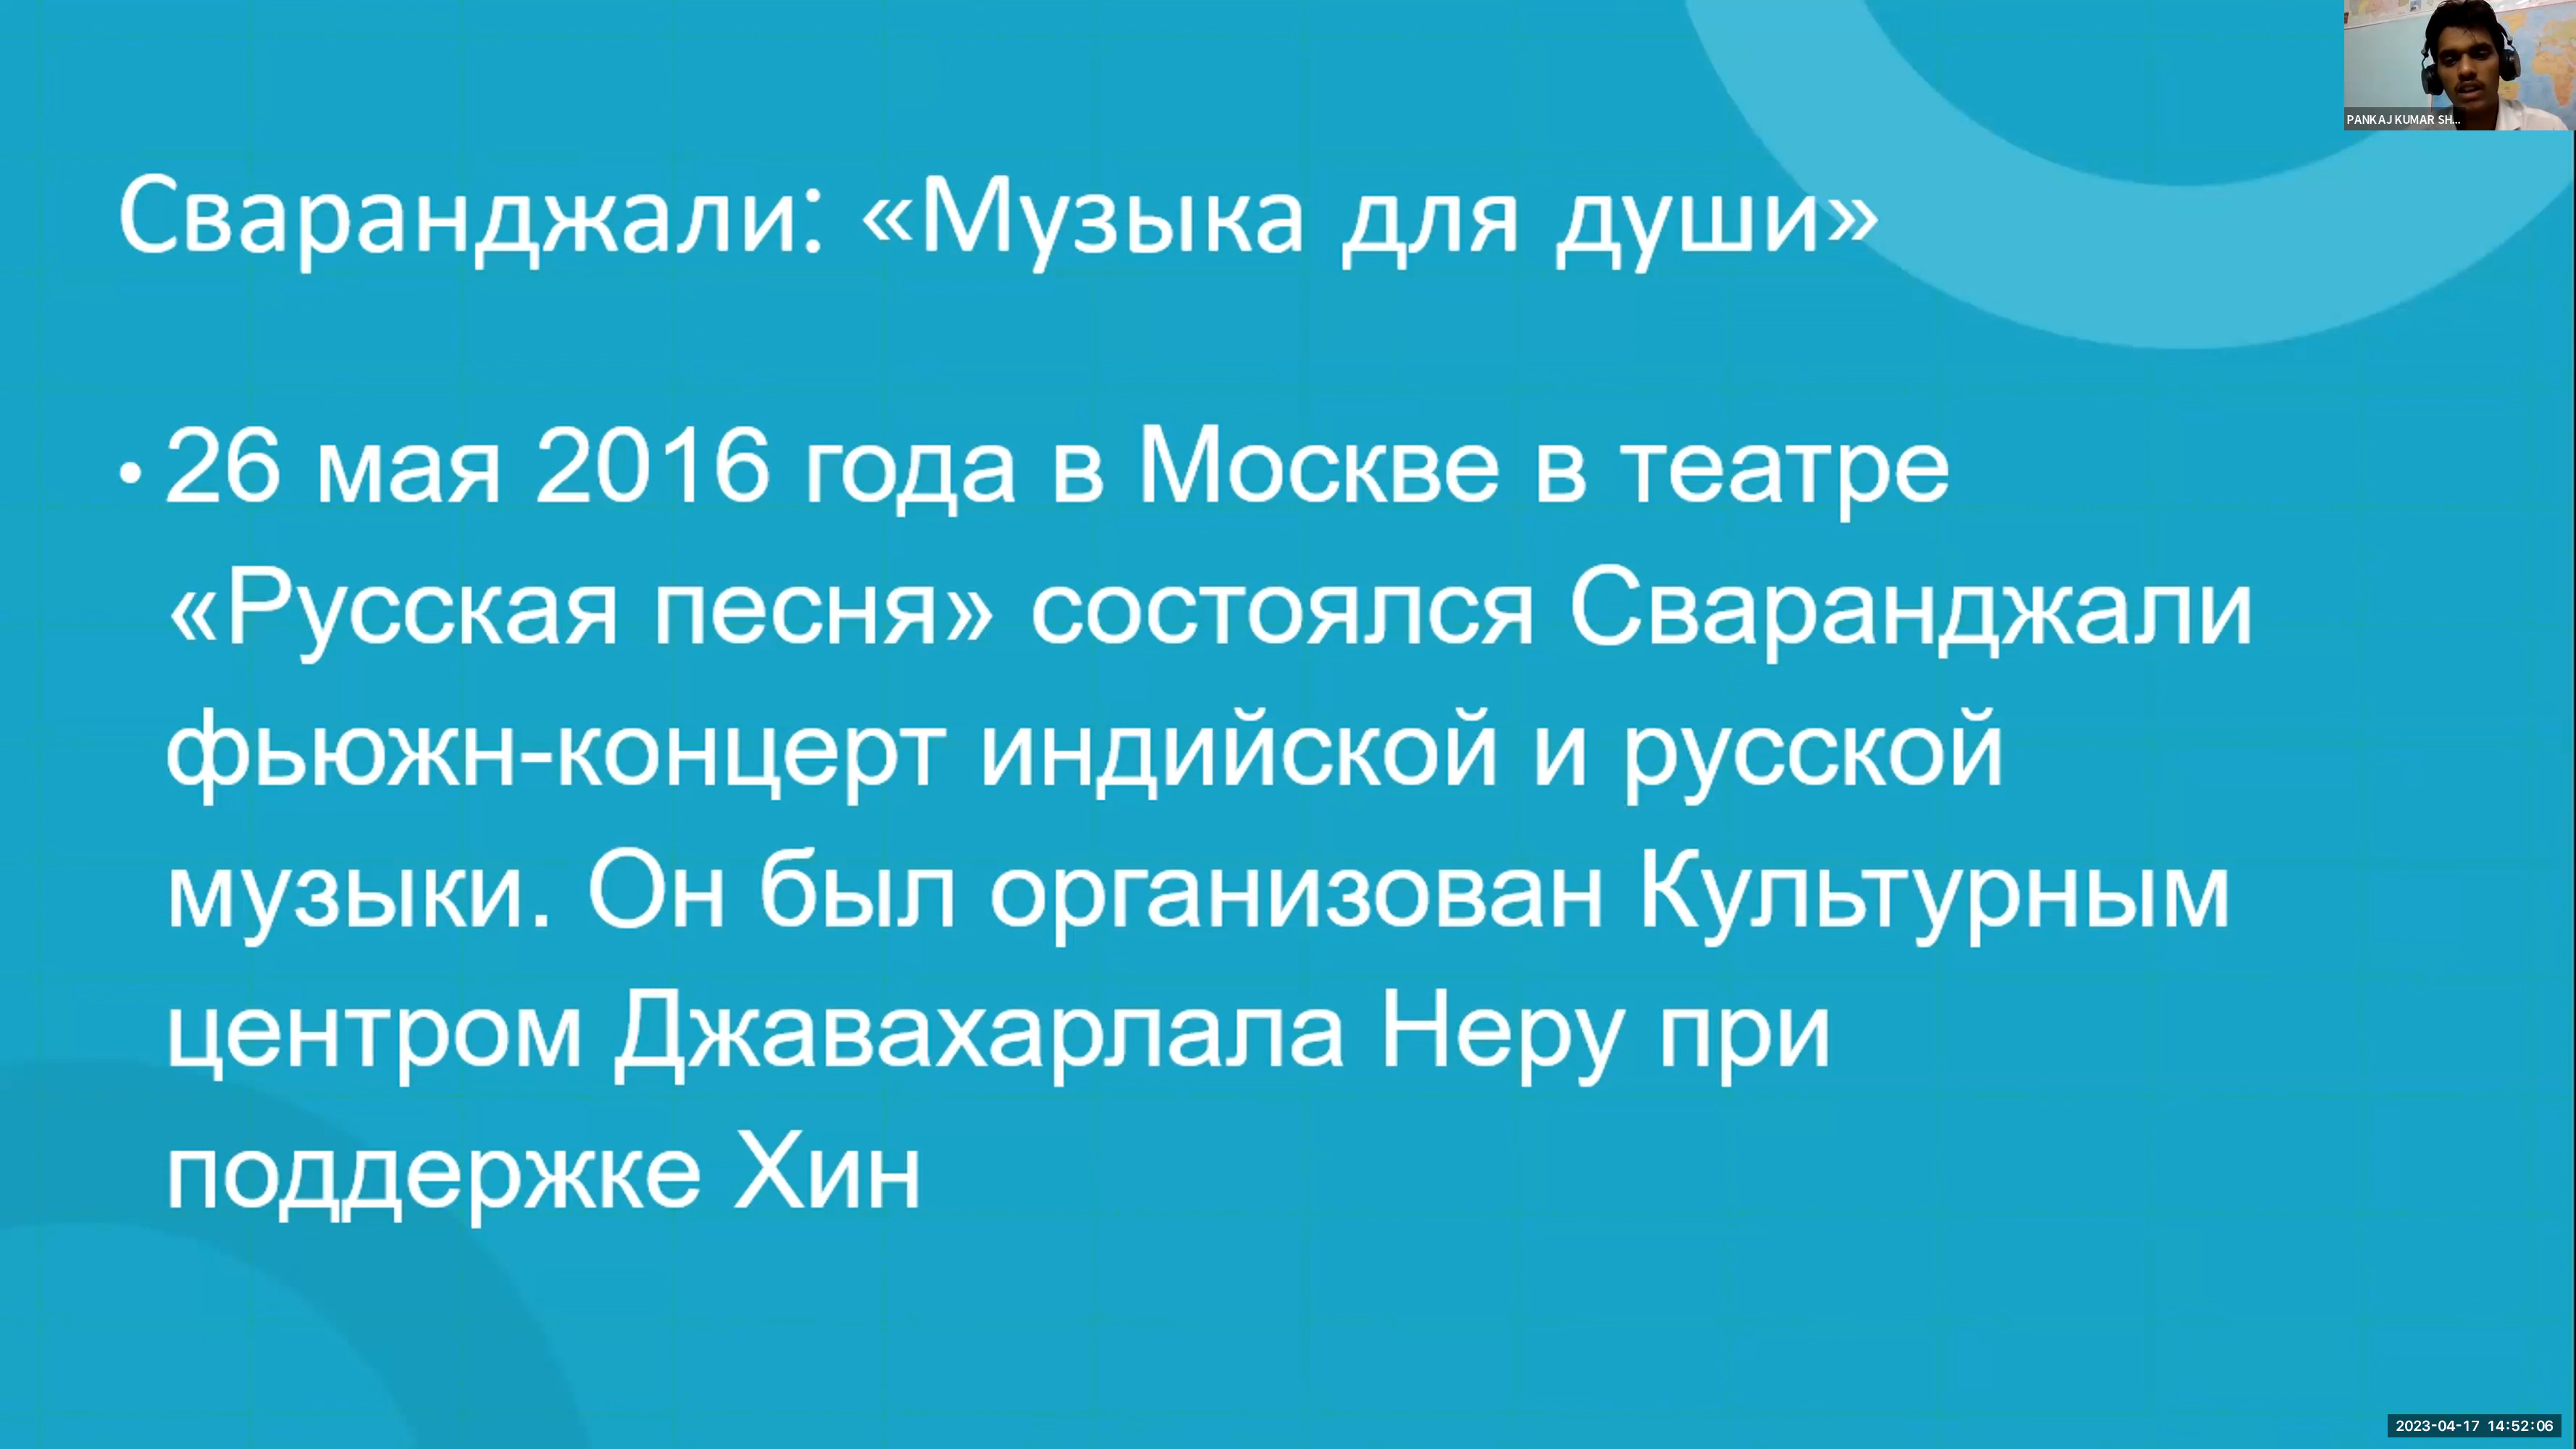 PANKAJ KUMAR SH...
Сваранджали: «Музыка для души»
• 26 мая 2016 года в Москве в театре
«Русская песня» состоялся Сваранджали
фьюжн-концерт индийской и русской
музыки. Он был организован Культурным
центром Джавахарлала Неру при
поддержке Хин
2023-04-17 14:52:06